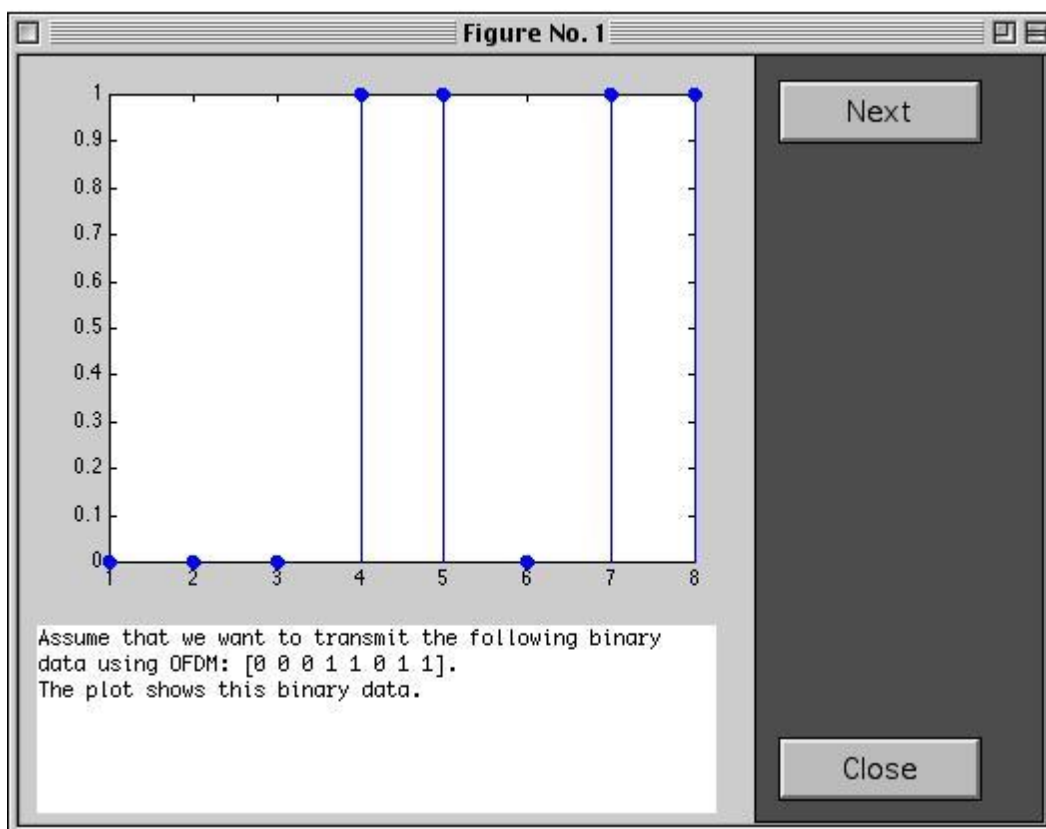 Figure No. 1
Next
1
0.9
0.8
0.7
0.6
0.5
0.4
0.3
0.2
0.1
0
1 2 3 4 5 6 7 8
Assume that we want to transmit the following binary
data using OFDM: [0 0 0 1 1 0 1 1].
The plot shows this binary data.
Close